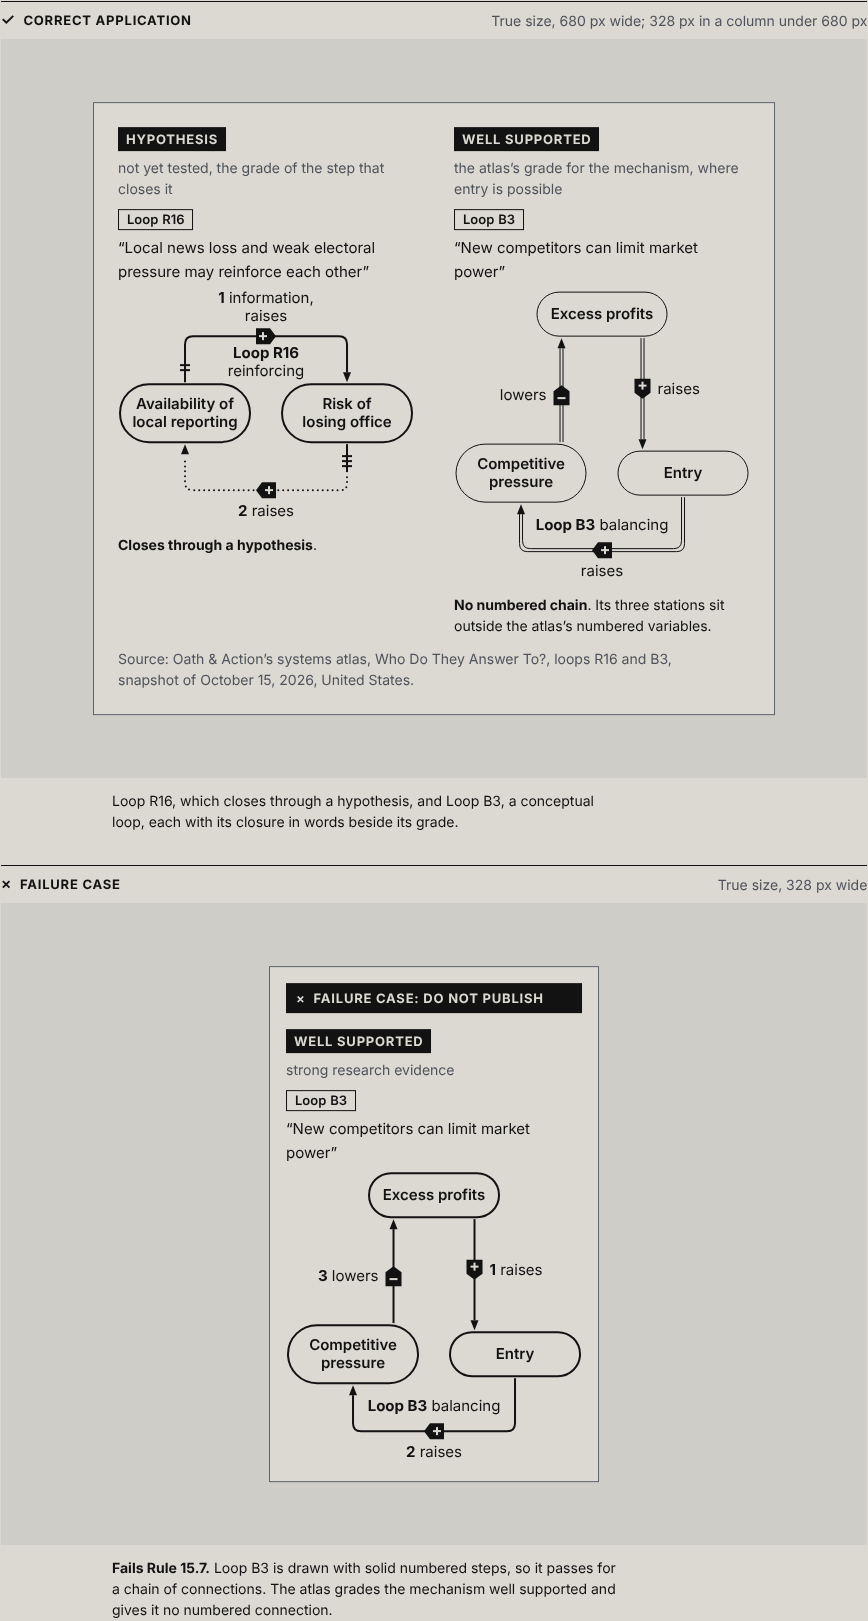 ✓ CORRECT APPLICATION
True size, 680 px wide; 328 px in a column under 680 px
HYPOTHESIS
not yet tested, the grade of the step that
closes it
Loop R16
“Local news loss and weak electoral
pressure may reinforce each other”
1 information,
raises
+
Loop R16
reinforcing
Availability of
local reporting
Risk of
losing office
+
2 raises
Closes through a hypothesis.
WELL SUPPORTED
the atlas’s grade for the mechanism, where
entry is possible
Loop B3
“New competitors can limit market
power”
Excess profits
lowers
−
+
raises
Competitive
pressure
Entry
Loop B3 balancing
+
raises
No numbered chain. Its three stations sit
outside the atlas’s numbered variables.
Source: Oath & Action’s systems atlas, Who Do They Answer To?, loops R16 and B3,
snapshot of October 15, 2026, United States.
Loop R16, which closes through a hypothesis, and Loop B3, a conceptual
loop, each with its closure in words beside its grade.
× FAILURE CASE
True size, 328 px wide
× FAILURE CASE: DO NOT PUBLISH
WELL SUPPORTED
strong research evidence
Loop B3
“New competitors can limit market
power”
Excess profits
3 lowers
−
+
1 raises
Competitive
pressure
Entry
Loop B3 balancing
+
2 raises
Fails Rule 15.7. Loop B3 is drawn with solid numbered steps, so it passes for
a chain of connections. The atlas grades the mechanism well supported and
gives it no numbered connection.